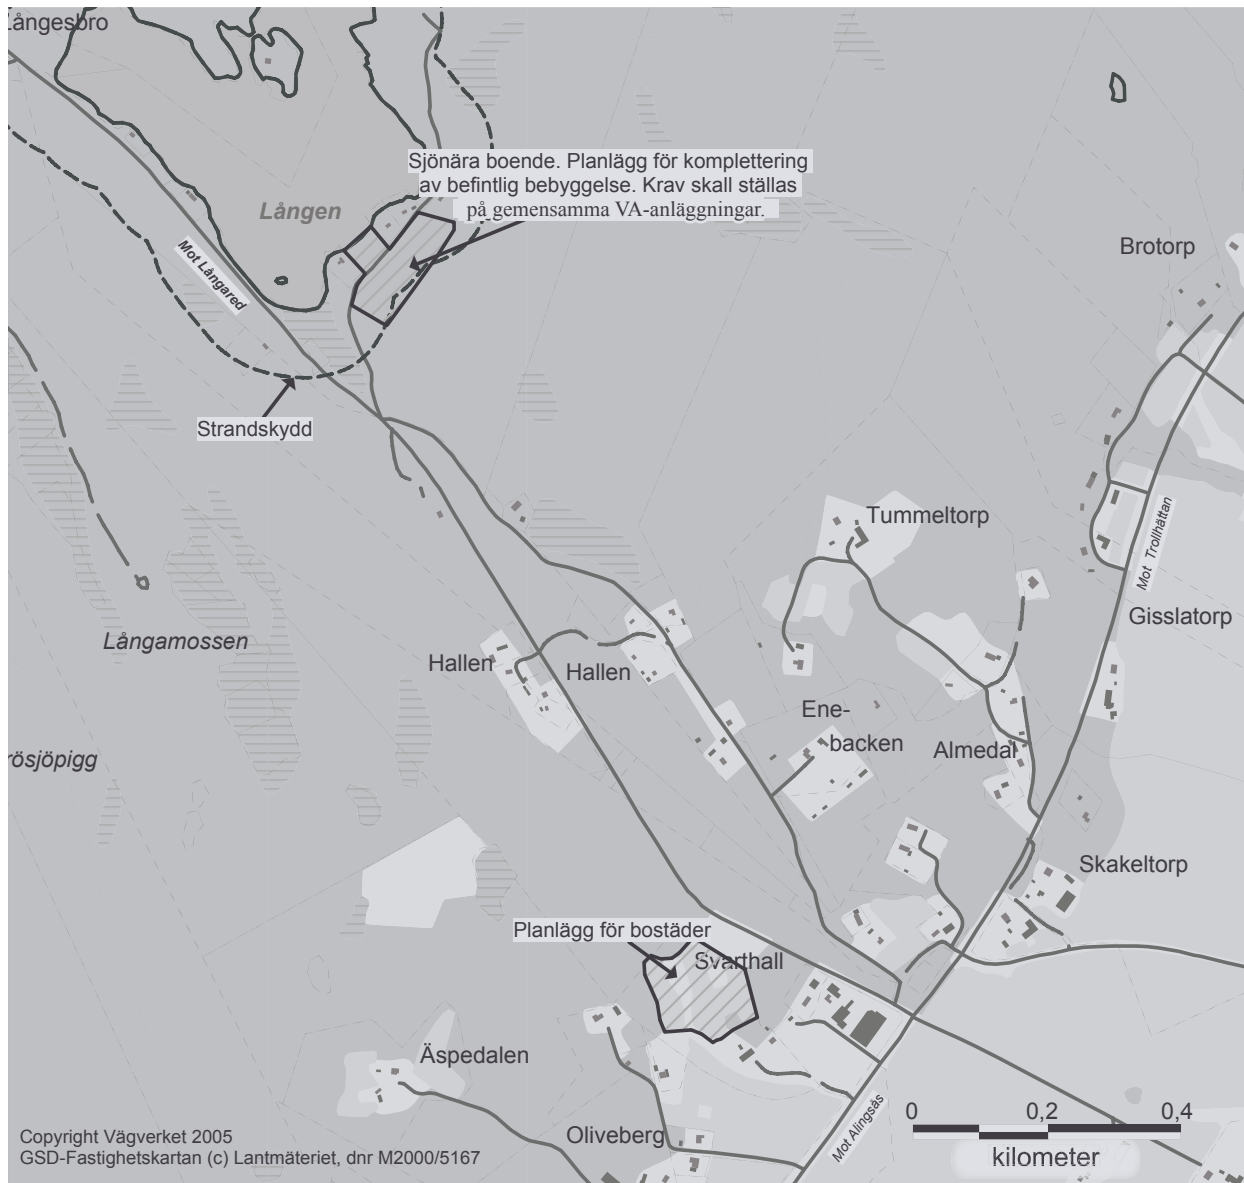 Långesbro
Sjönära boende. Planlägg för komplettering
av befintlig bebyggelse. Krav skall ställas
på gemensamma VA-anläggningar.
Lången
Mot Långared
Brotorp
Strandskydd
Tummeltorp
Mot Trollhättan
Gisslatorp
Långamossen
Hallen
Hallen
Ene-
backen
Almedal
rösjöpigg
Skakeltorp
Planlägg för bostäder
Svarthall
Äspedalen
Oliveberg
Mot Alingsås
0 0,2 0,4
kilometer
Copyright Vägverket 2005
GSD-Fastighetskartan (c) Lantmäteriet, dnr M2000/5167